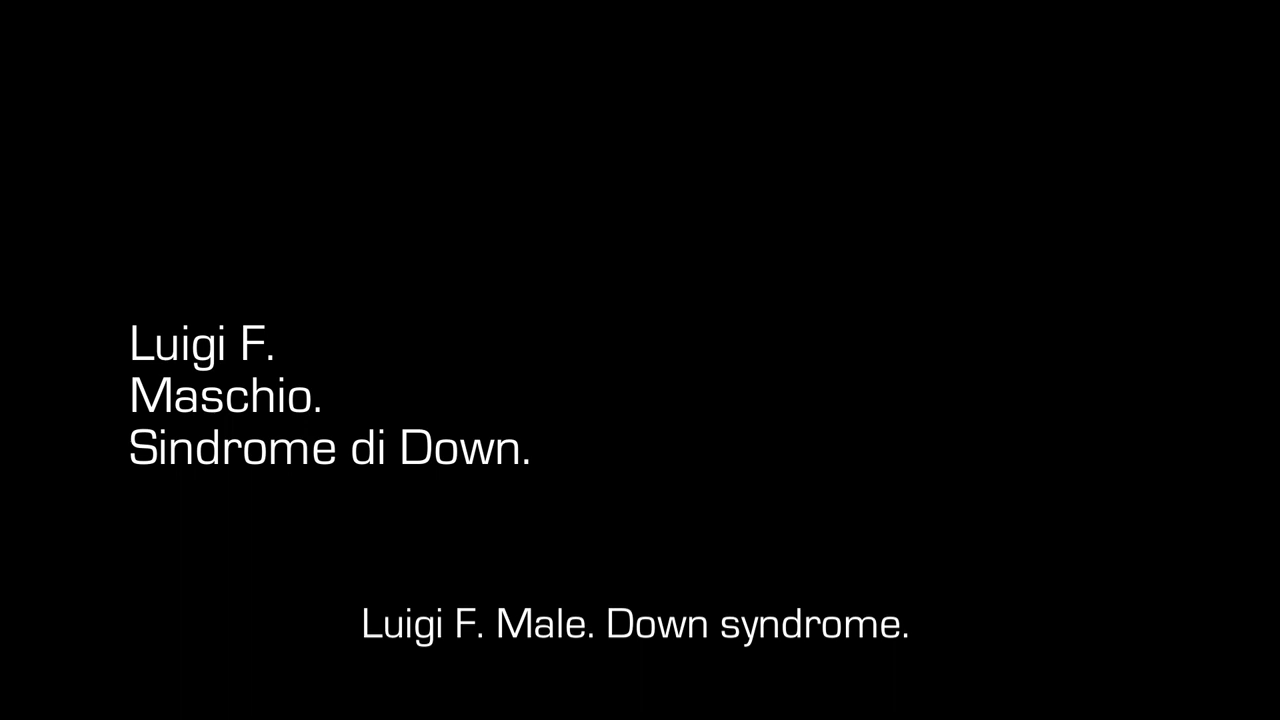 Luigi F.
Maschio.
Sindrome di Down.
Luigi F. Male. Down syndrome.